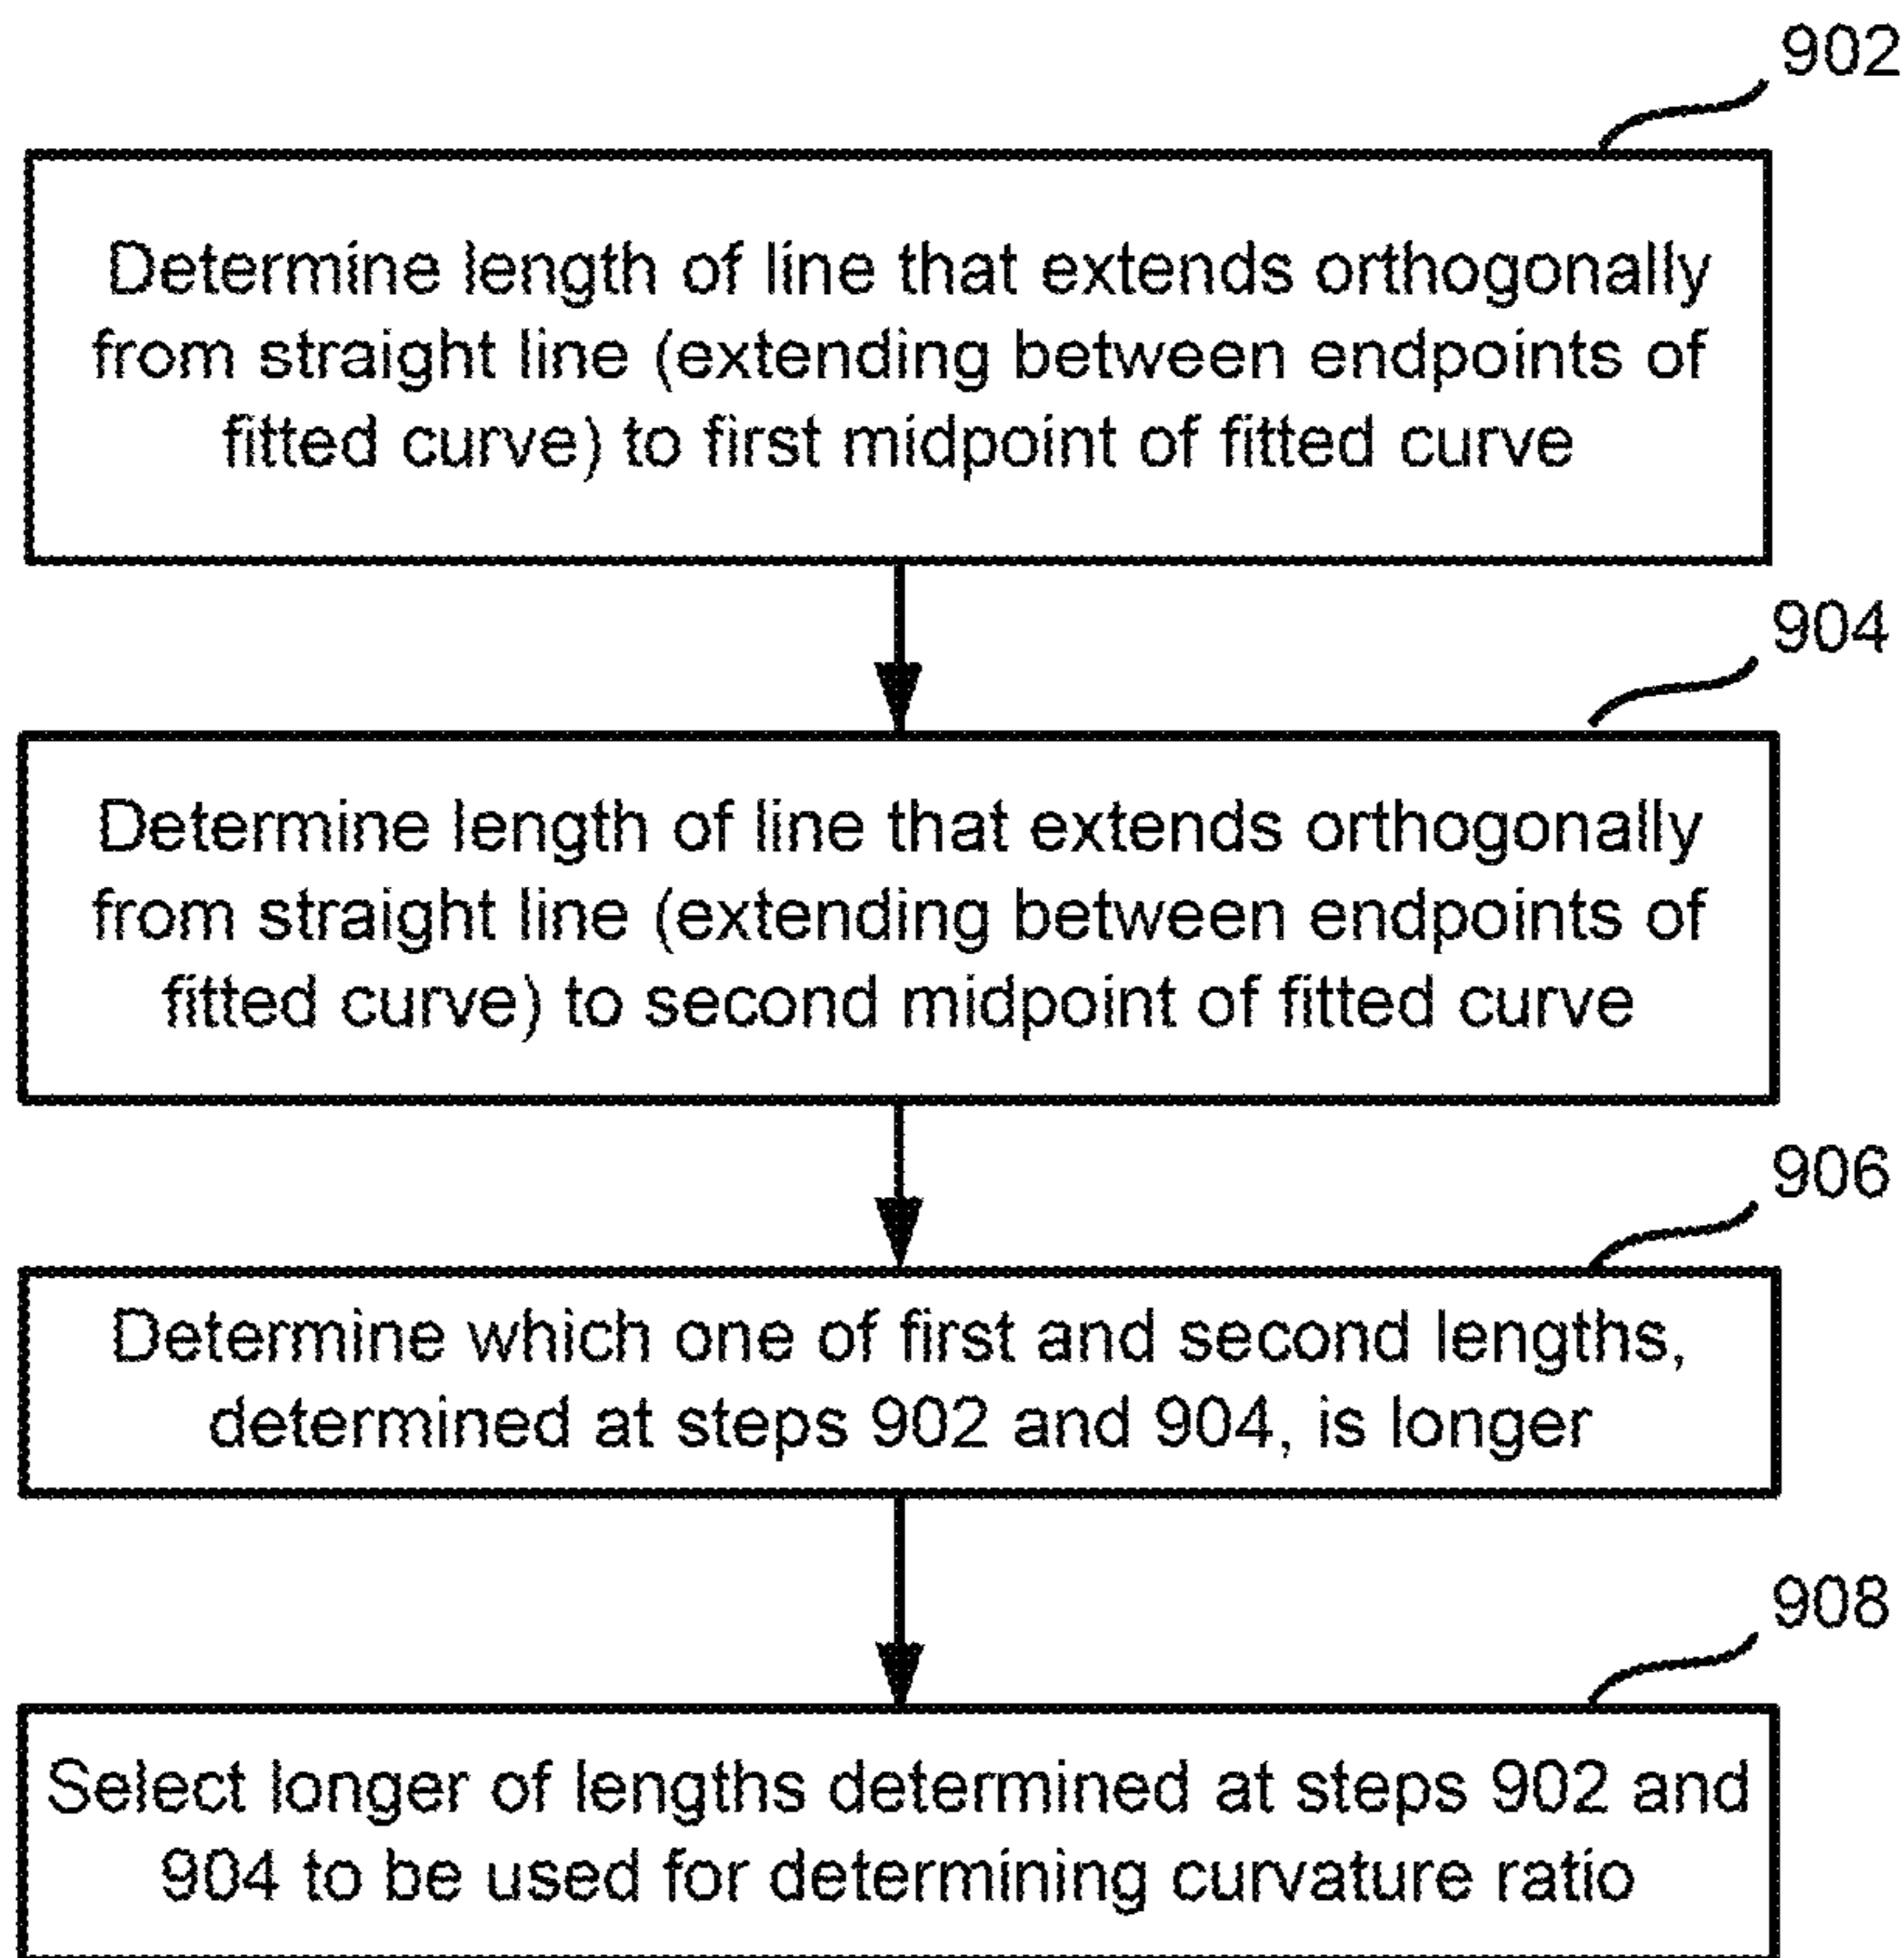 902
Determine length of line that extends orthogonally
from straight line (extending between endpoints of
fitted curve) to first midpoint of fitted curve
904
Determine length of line that extends orthogonally
from straight line (extending between endpoints of
fitted curve) to second midpoint of fitted curve
906
Determine which one of first and second lengths,
determined at steps 902 and 904, is longer
908
Select longer of lengths determined at steps 902 and
904 to be used for determining curvature ratio